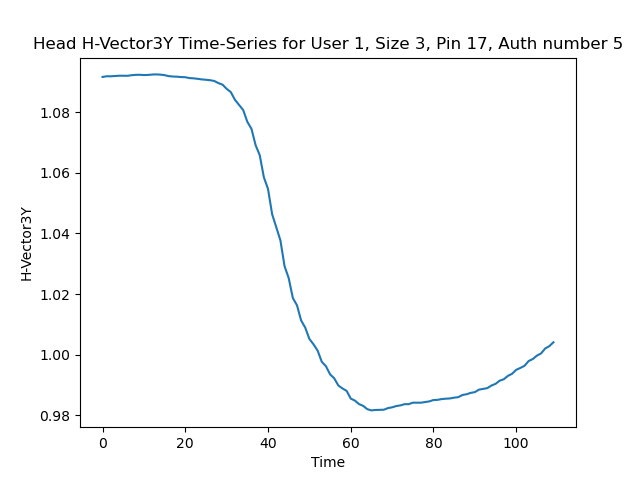 Head H-Vector3Y Time-Series for User 1, Size 3, Pin 17, Auth number 5
1.08
1.06
1.04
1.02
1.00
0.98
H-Vector3Y
0 20 40 60 80 100
Time